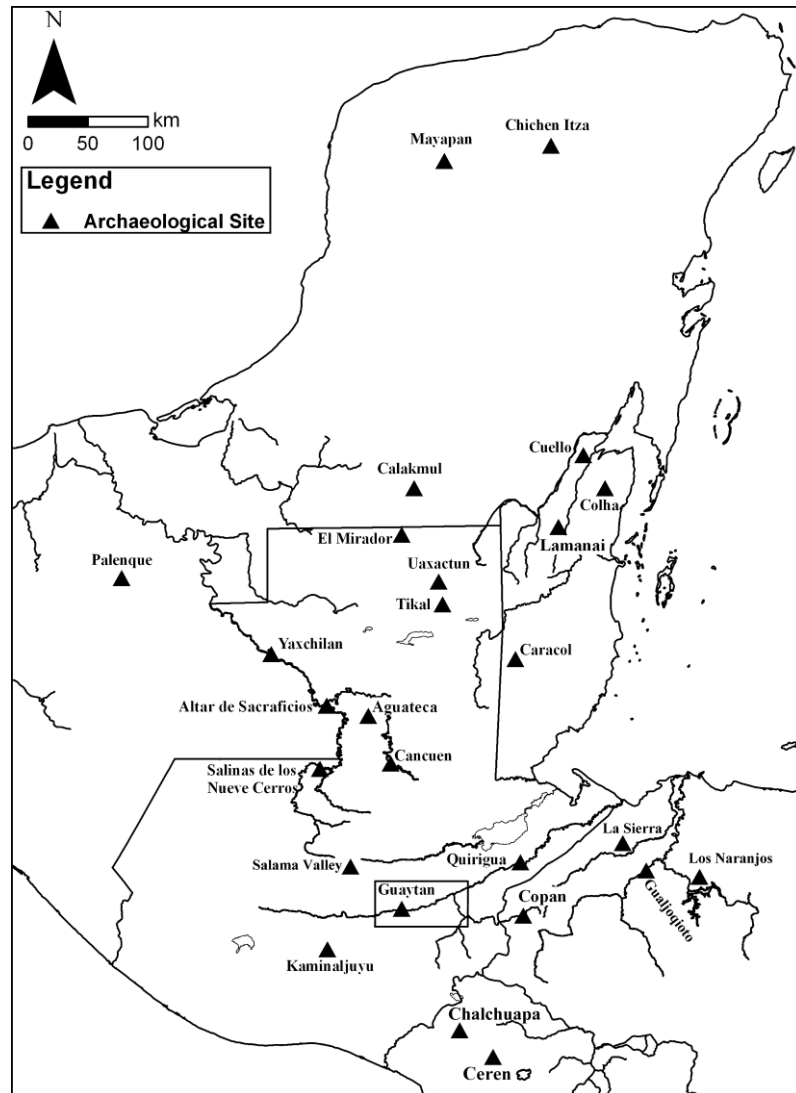 N
km
0 50 100
Legend
Archaeological Site
Mayapan
Chichen Itza
Cuello
Calakmul
Colha
El Mirador
Lamanai
Palenque
Uaxactun
Tikal
Yaxchilan
Caracol
Altar de Sacraficios
Aguateca
Salinas de los
Nueve Cerros
Cancuen
La Sierra
Salama Valley
Quirigua
Los Naranjos
Guaytan
Copan
Gualjoqioto
Kaminaljuyu
Chalchuapa
Ceren